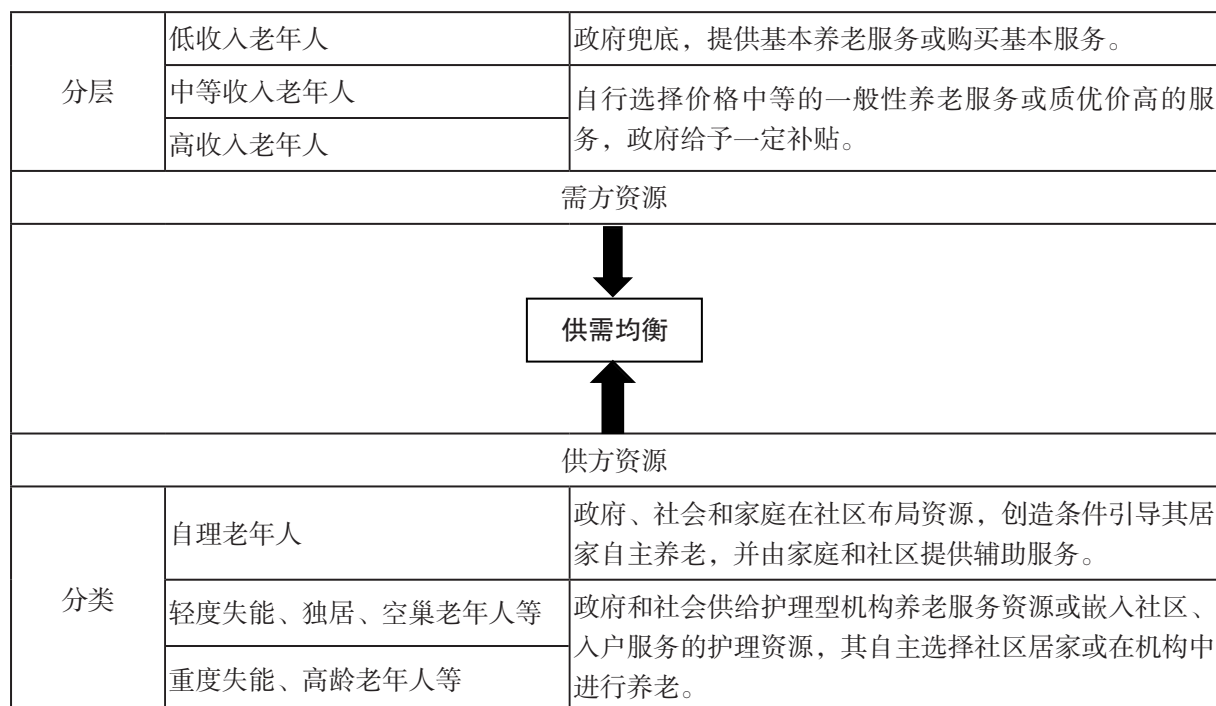 分层
低收入老年人
政府兜底，提供基本养老服务或购买基本服务。
中等收入老年人
高收入老年人
自行选择价格中等的一般性养老服务或质优价高的服
务，政府给予一定补贴。
需方资源
供需均衡
供方资源
分类
自理老年人
政府、社会和家庭在社区布局资源，创造条件引导其居
家自主养老，并由家庭和社区提供辅助服务。
轻度失能、独居、空巢老年人等
重度失能、高龄老年人等
政府和社会供给护理型机构养老服务资源或嵌入社区、
入户服务的护理资源，其自主选择社区居家或在机构中
进行养老。